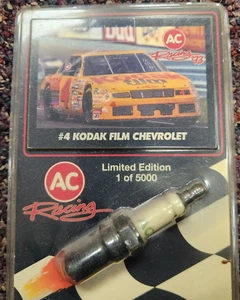 AC
Racing
#4 KODAK FILM CHEVROLET
Limited Edition
1 of 5000
AC
Racing